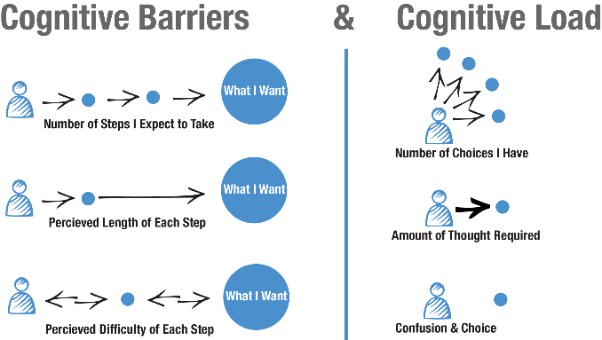 Cognitive Barriers & Cognitive Load
What I Want
Number of Steps I Expect to Take
What I Want
Percieved Length of Each Step
What I Want
Percieved Difficulty of Each Step
Number of Choices I Have
Amount of Thought Required
Confusion & Choice